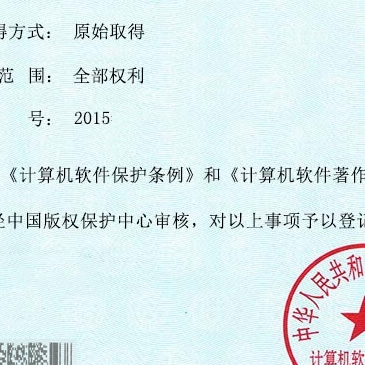 得方式： 原始取得
范 围： 全部权利
号： 2015
《计算机软件保护条例》和《计算机软件著作
经中国版权保护中心审核，对以上事项予以登记
中华人民共和
计算机软